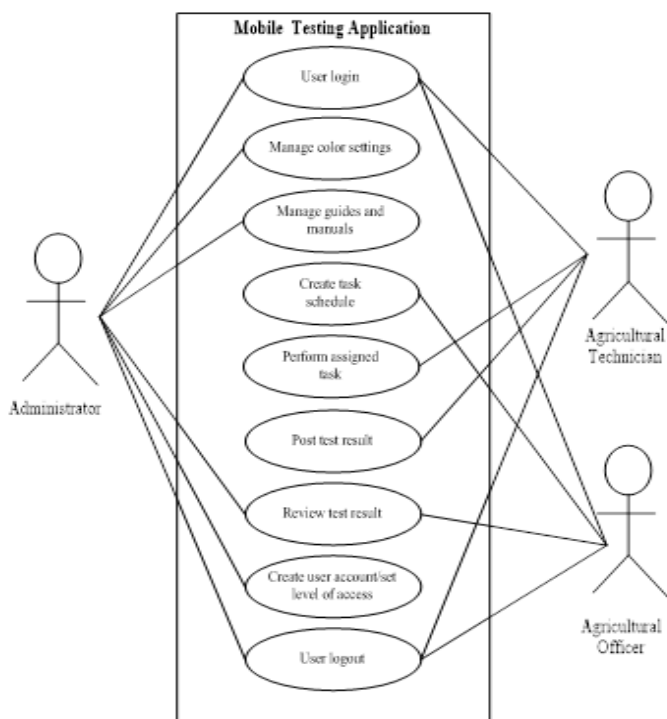 Mobile Testing Application
User login
Manage color settings
Manage guides and
manuals
Create task
schedule
Perform assigned
task
Post test result
Review test result
Create user account/set
level of access
User logout
Administrator
Agricultural
Technician
Agricultural
Officer